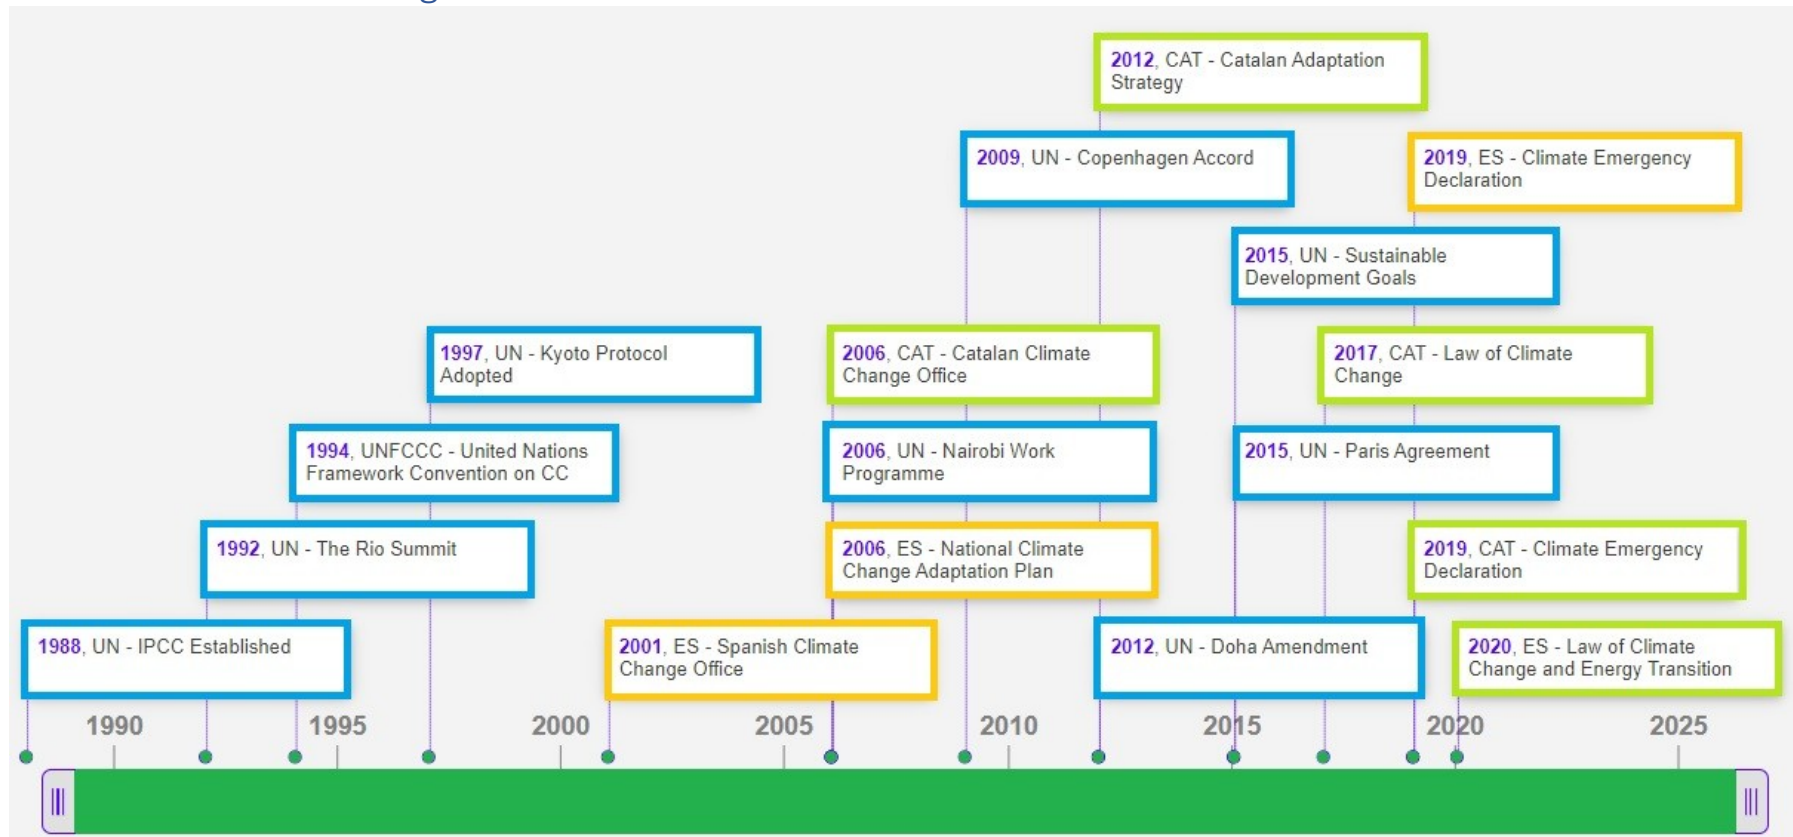 2012, CAT - Catalan Adaptation
Strategy
2009, UN - Copenhagen Accord
2019, ES - Climate Emergency
Declaration
2015, UN - Sustainable
Development Goals
1997, UN - Kyoto Protocol
Adopted
2006, CAT - Catalan Climate
Change Office
2017, CAT - Law of Climate
Change
1994, UNFCCC - United Nations
Framework Convention on CC
2006, UN - Nairobi Work
Programme
2015, UN - Paris Agreement
1992, UN - The Rio Summit
2006, ES - National Climate
Change Adaptation Plan
2019, CAT - Climate Emergency
Declaration
1988, UN - IPCC Established
2001, ES - Spanish Climate
Change Office
2012, UN - Doha Amendment
2020, ES - Law of Climate
Change and Energy Transition
1990 1995 2000 2005 2010 2015 2020 2025